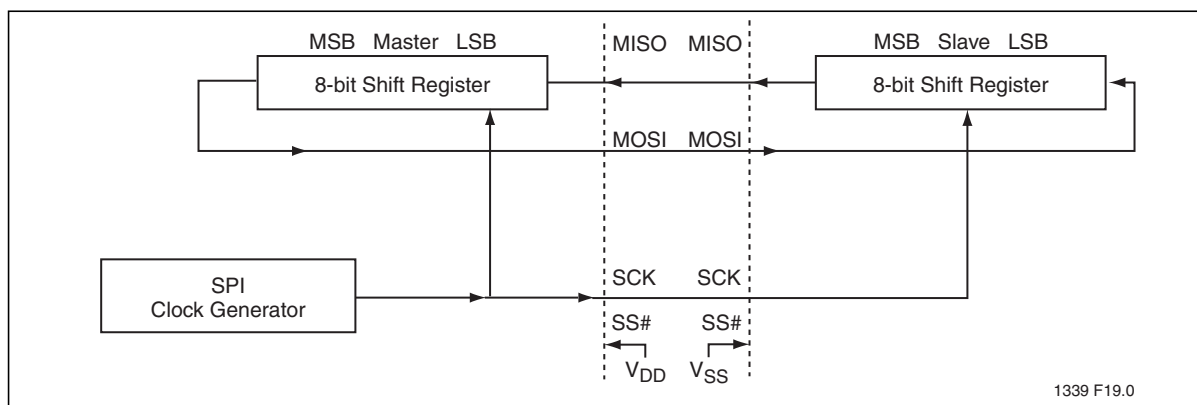 MSB Master LSB
8-bit Shift Register
MISO MISO
MSB Slave LSB
8-bit Shift Register
MOSI MOSI
SPI
Clock Generator
SCK SCK
SS# SS#
VDD VSS
1339 F19.0